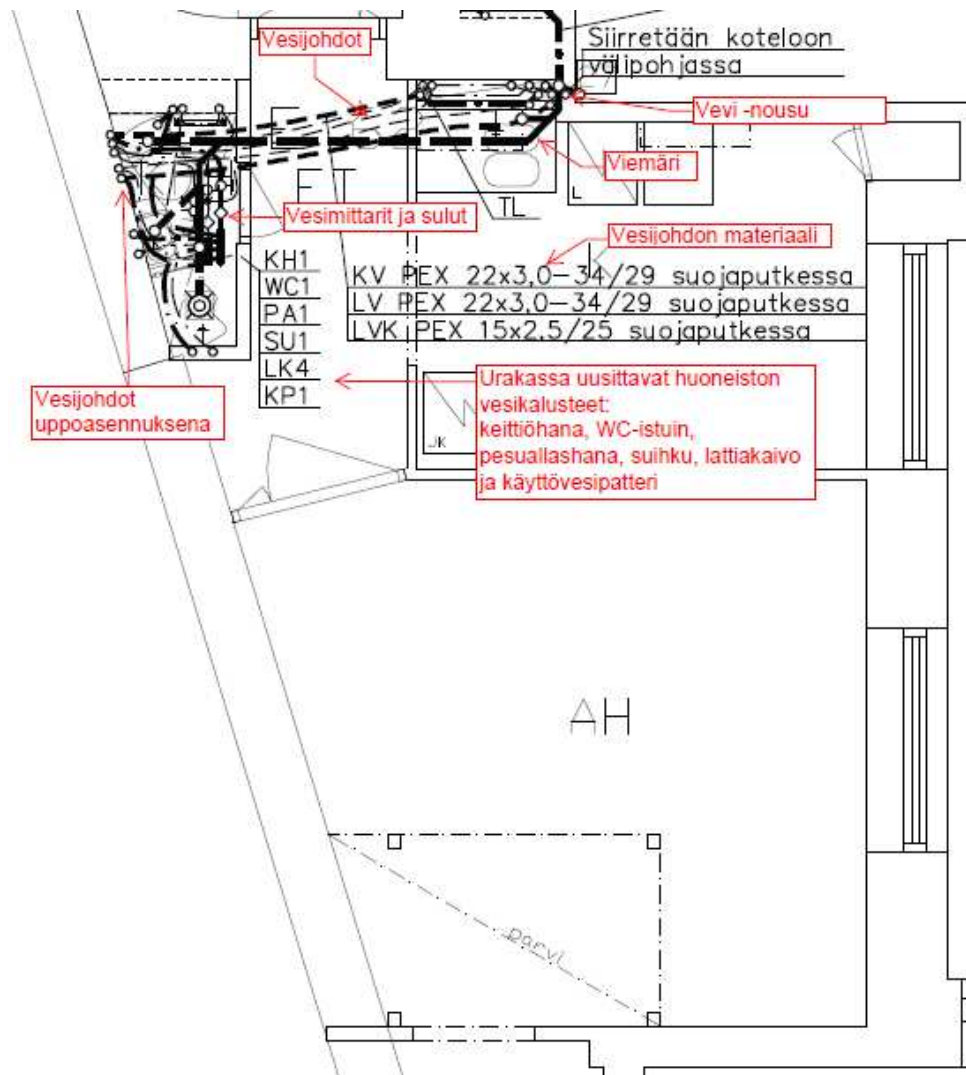 Vesijohdot
Siirretään koteloon
välipohjassa
Vevi -nousu
Viemäri
L
ET
TL
Vesimittarit ja sulut
Vesijohdon materiaali
KH1
WC1
PA1
SU1
LK4
KP1
KV PEX 22x3,0-34/29 suojaputkessa
LV PEX 22x3,0-34/29 suojaputkessa
LVK PEX 15x2,5/25 suojaputkessa
Vesijohdot
uppoasennuksena
JK
Urakassa uusittavat huoneiston
vesikalusteet:
keittiöhana, WC-istuin,
pesuallashana, suihku, lattiakaivo
ja käyttövesipatteri
AH
parvi